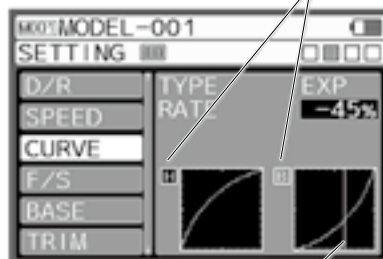 MODEL-001
SETTING
D/R TYPE EXP
SPEED RATE -45%
CURVE
F/S
BASE
TRIM